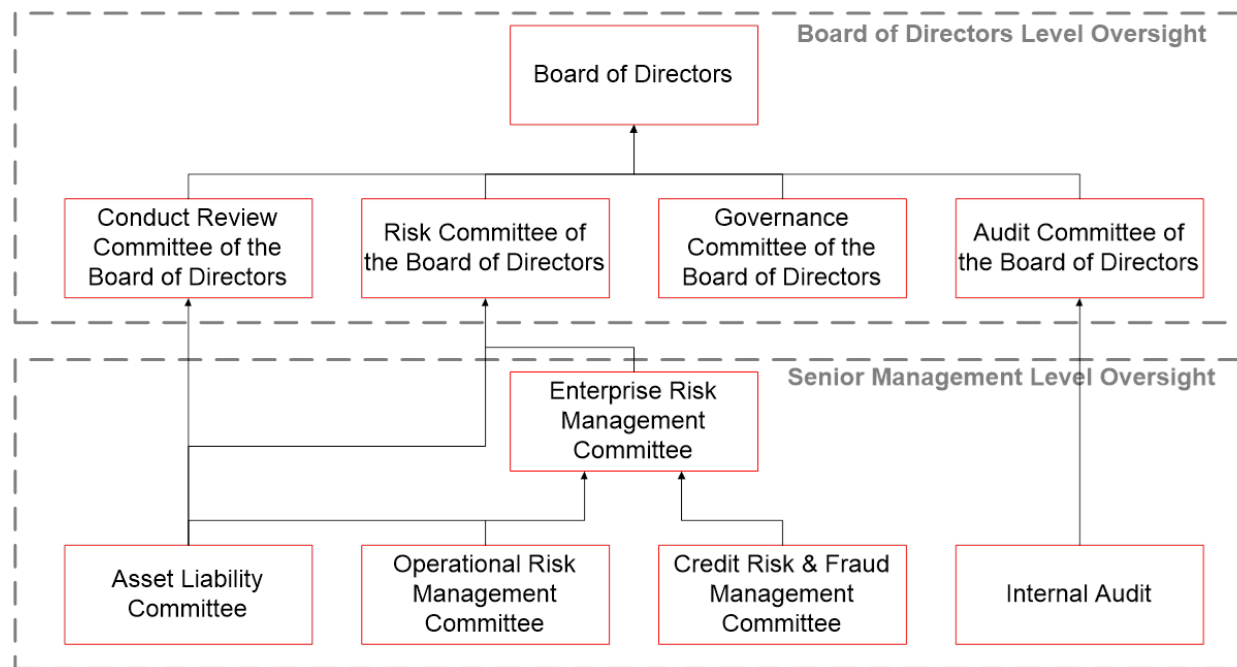 Board of Directors Level Oversight
Board of Directors
Conduct Review
Committee of the
Board of Directors
Risk Committee of
the Board of Directors
Governance
Committee of the
Board of Directors
Audit Committee of
the Board of Directors
Senior Management Level Oversight
Enterprise Risk
Management
Committee
Asset Liability
Committee
Operational Risk
Management
Committee
Credit Risk & Fraud
Management
Committee
Internal Audit